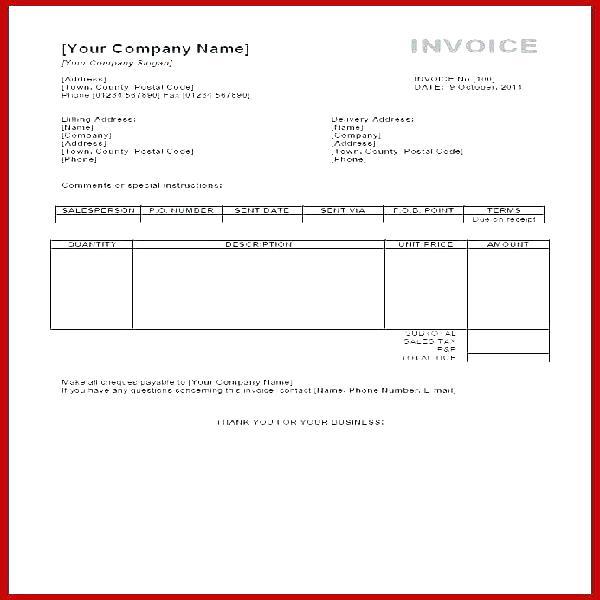 [Your Company Name] INVOICE
[Your Company Slogan]
[Address] INVOICE No [100]
[Town, County Postal Code] DATE: 9 October, 2011
Phone [01234 567890] Fax [01234 567890]
Billing Address: Delivery Address:
[Name] [Name]
[Company] [Company]
[Address] [Address]
[Town, County Postal Code] [Town, County Postal Code]
[Phone] [Phone]
Comments or special instructions:
SALESPERSON P.O. NUMBER SENT DATE SENT VIA F.O.B. POINT TERMS
Due on receipt
QUANTITY DESCRIPTION UNIT PRICE AMOUNT
SUBTOTAL
SALES TAX
P&P
TOTAL DUE
Make all cheques payable to [Your Company Name]
If you have any questions concerning this invoice, contact [Name, Phone Number, E-mail]
THANK YOU FOR YOUR BUSINESS!